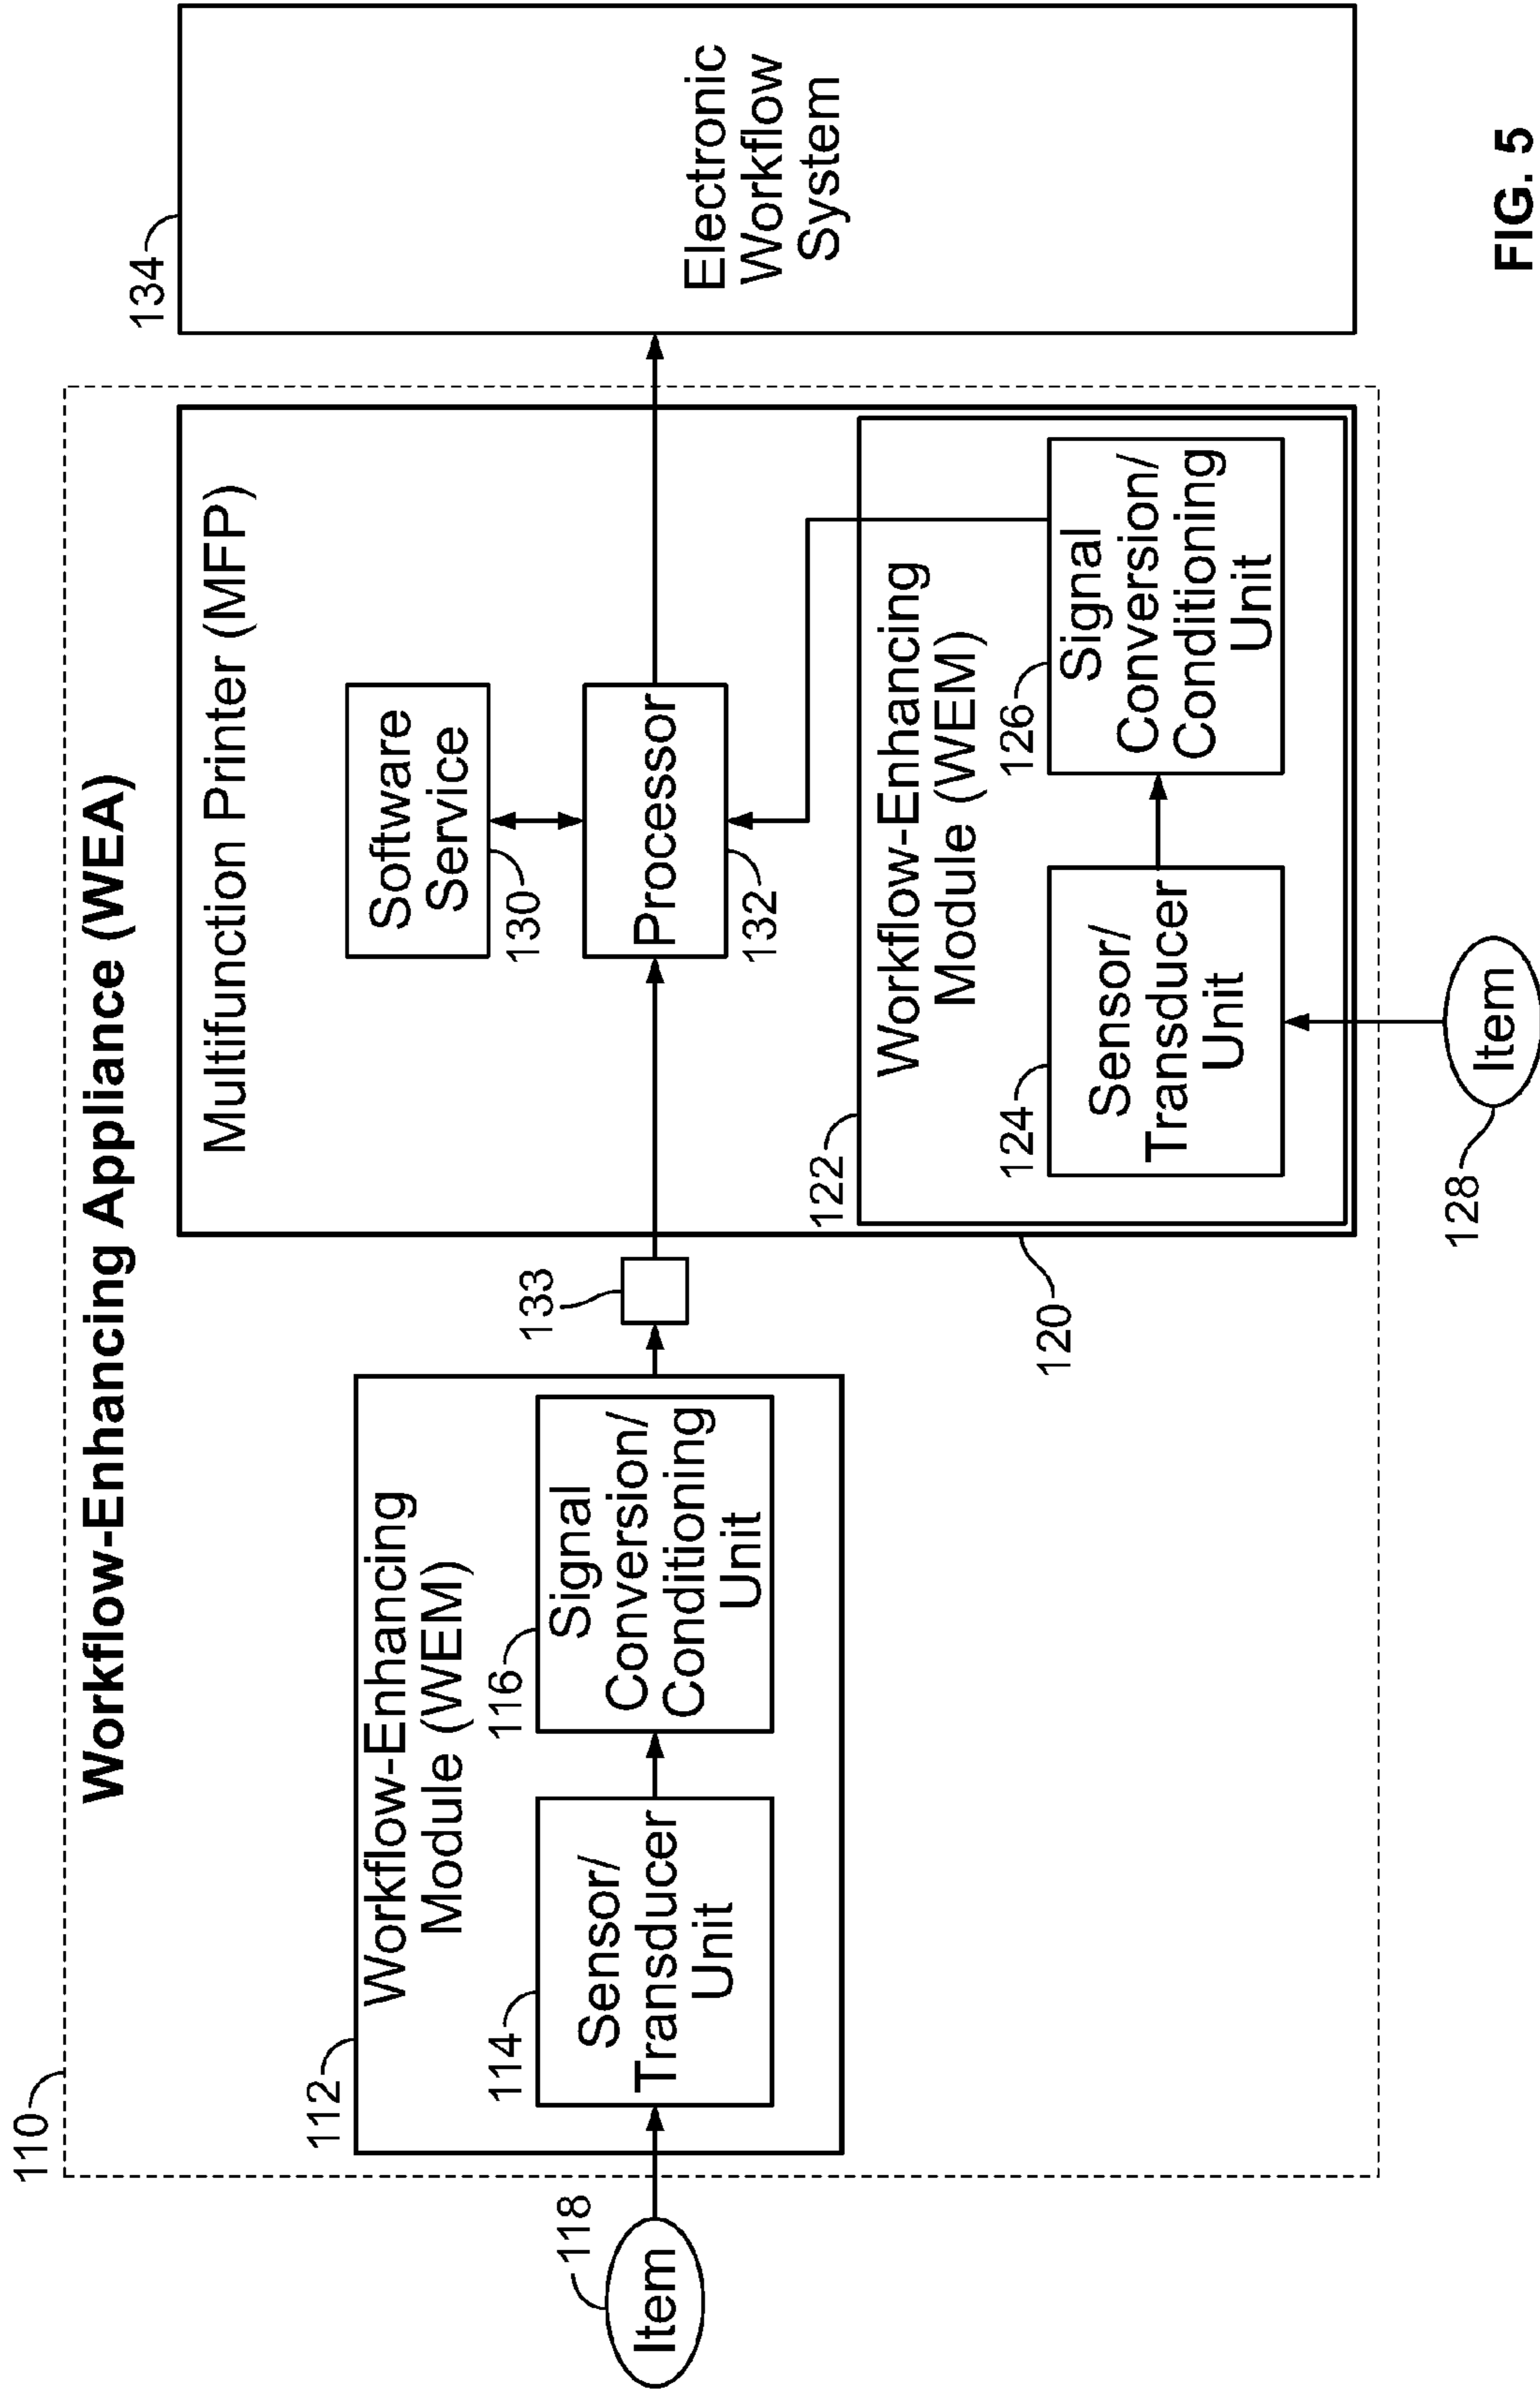 110
Workflow-Enhancing Appliance (WEA)
134
Multifunction Printer (MFP)
Electronic
Workflow
System
112
Workflow-Enhancing
Module (WEM)
Software
Service
130
118
114
116
133
Item
Sensor/
Transducer
Unit
Signal
Conversion/
Conditioning
Unit
Processor
132
122
Workflow-Enhancing
Module (WEM)
124
126
Sensor/
Transducer
Unit
Signal
Conversion/
Conditioning
Unit
120
128
Item
FIG. 5